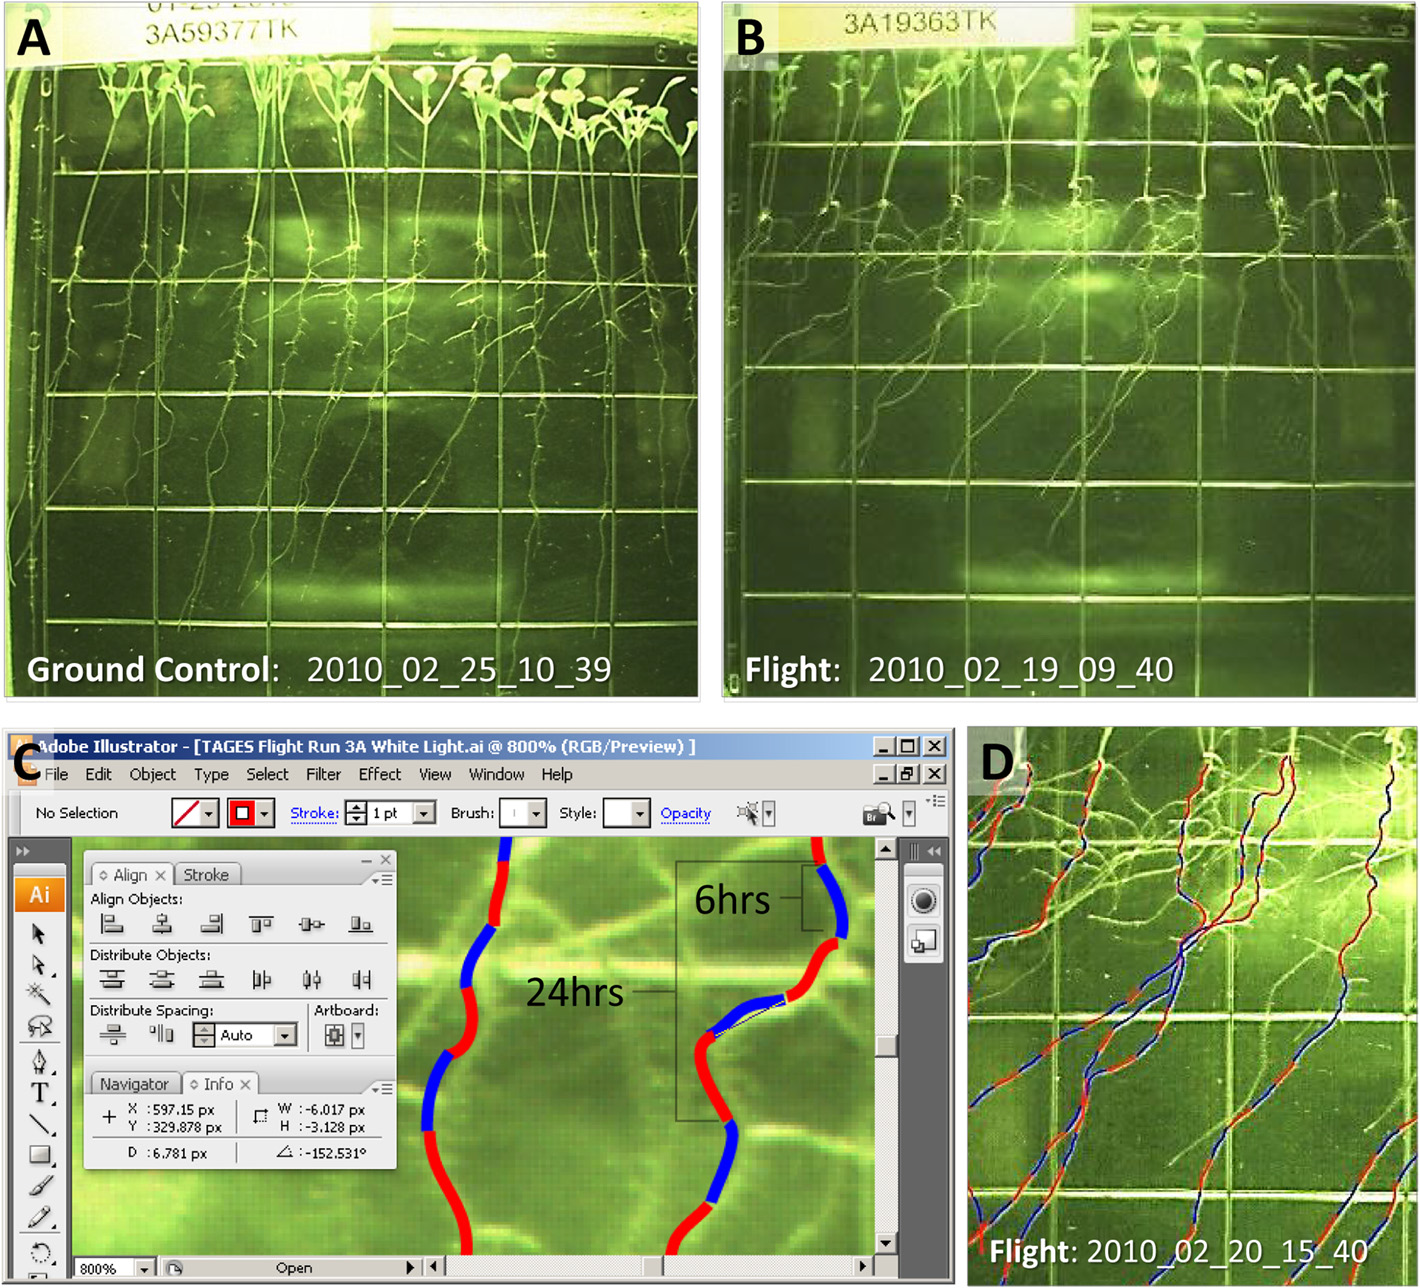 A
3A59377TK
Ground Control: 2010_02_25_10_39
B
3A19363TK
Flight: 2010_02_19_09_40
C
Adobe Illustrator - [TAGES Flight Run 3A White Light.ai @ 800% (RGB/Preview) ]
File Edit Object Type Select Filter Effect View Window Help
No Selection Stroke: 1 pt Brush: Style: Opacity
Br
Ai
Align Stroke
Align Objects:
Distribute Objects:
Distribute Spacing: Artboard:
Auto
Navigator Info
X :597.15 px W :-6.017 px
Y :329.878 px H :-3.128 px
D :6.781 px :-152.531°
6hrs
24hrs
T
800% Open
D
Flight: 2010_02_20_15_40